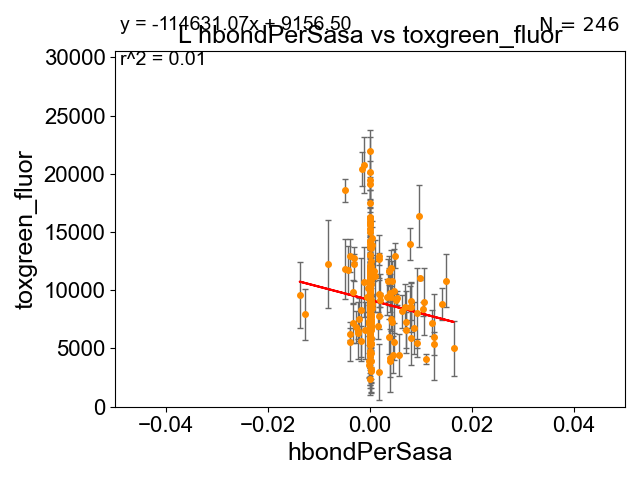 y = -114631.07x + 9156.50
N = 246
L hbondPerSasa vs toxgreen_fluor
r^2 = 0.01
30000
25000
20000
15000
10000
5000
0
toxgreen_fluor
−0.04
−0.02
0.00
0.02
0.04
hbondPerSasa